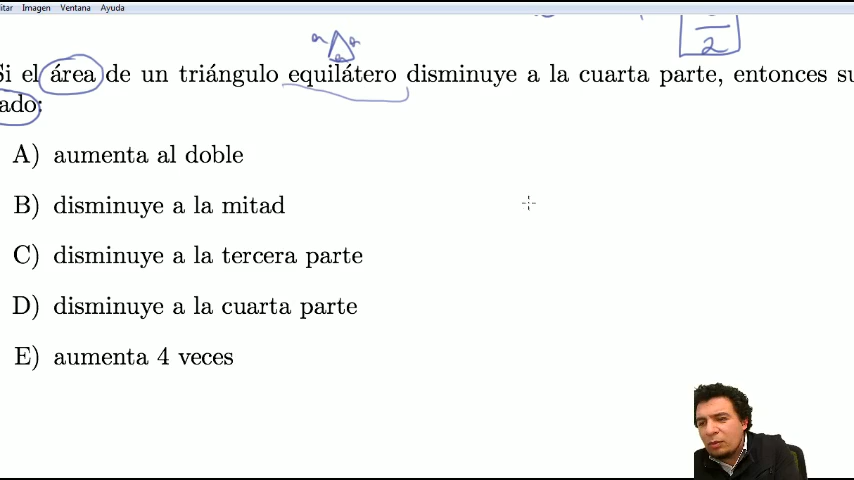 itar Imagen Ventana Ayuda
2
a a
a
Si el área de un triángulo equilátero disminuye a la cuarta parte, entonces su
lado:
A) aumenta al doble
B) disminuye a la mitad
C) disminuye a la tercera parte
D) disminuye a la cuarta parte
E) aumenta 4 veces